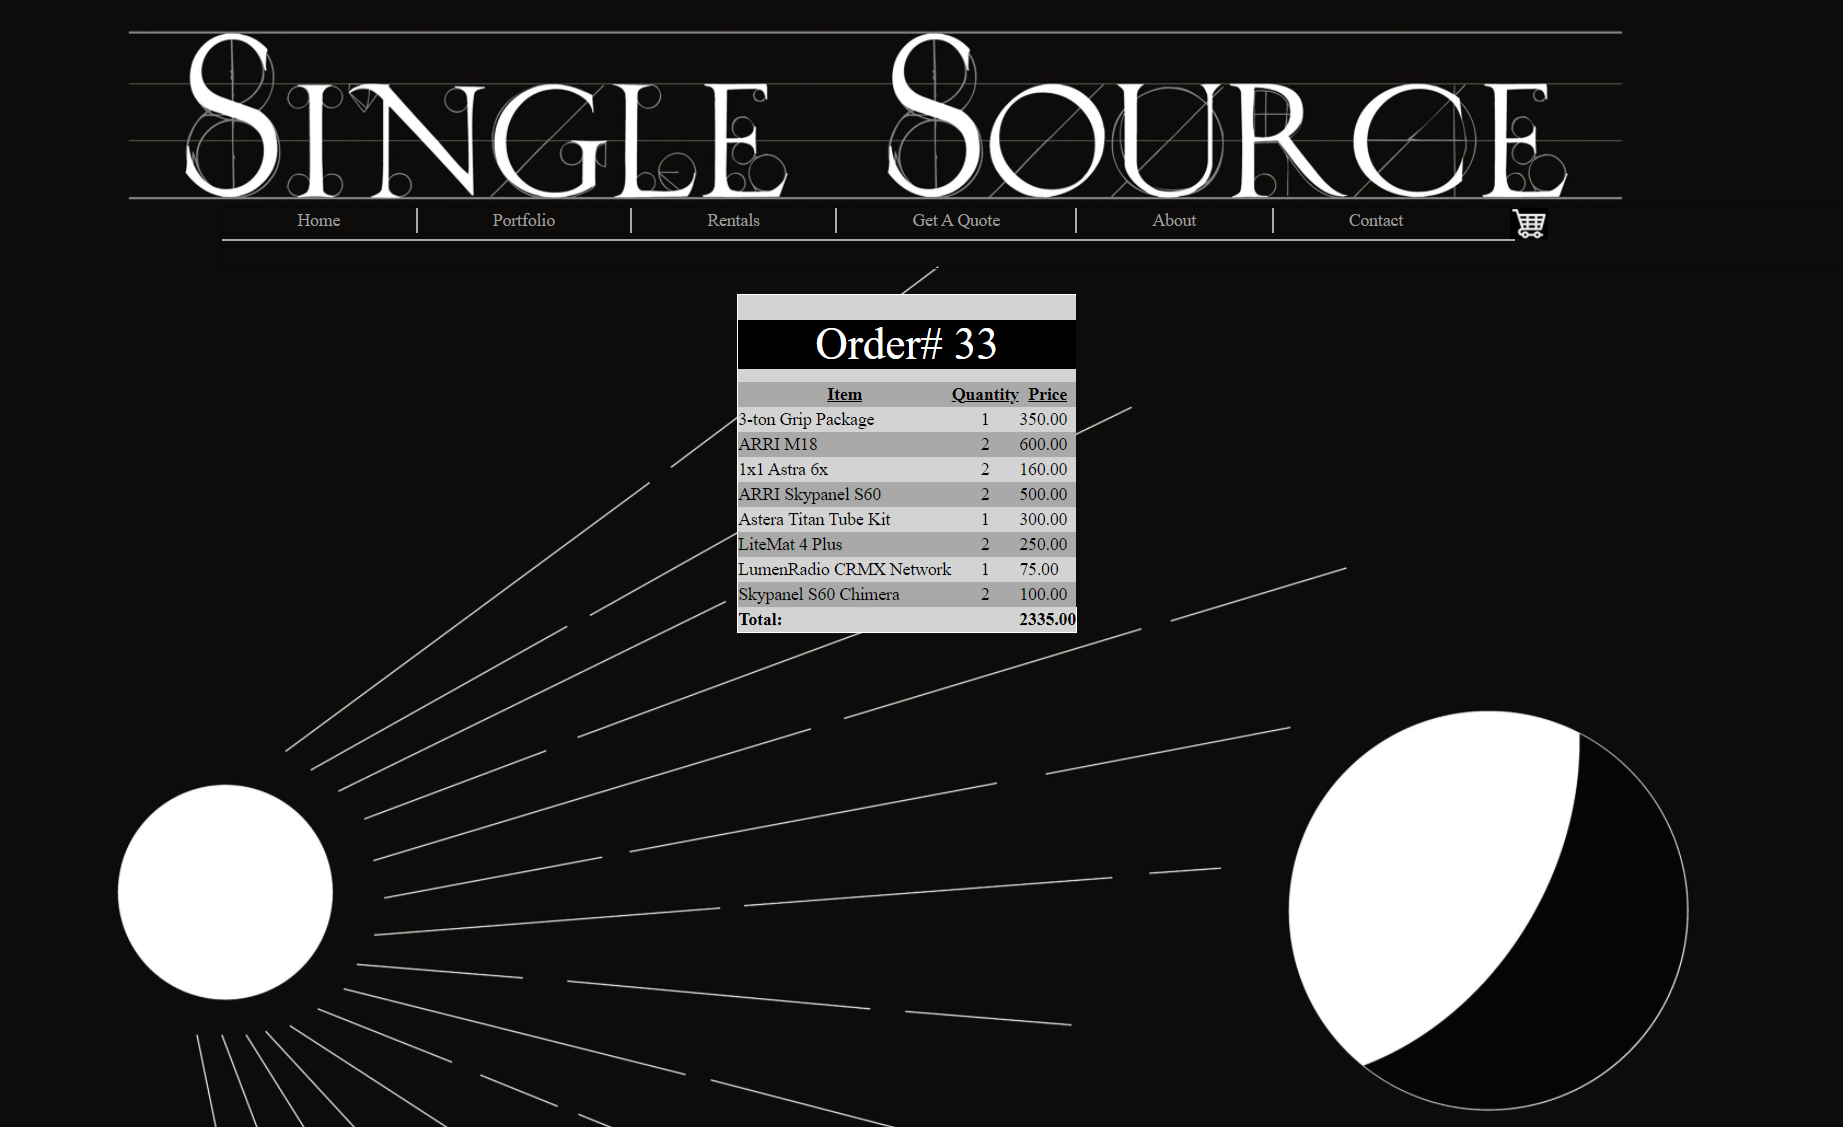 SINGLE SOURCE
Home Portfolio Rentals Get A Quote About Contact
Order# 33
Item Quantity Price
3-ton Grip Package 1 350.00
ARRI M18 2 600.00
1x1 Astra 6x 2 160.00
ARRI Skypanel S60 2 500.00
Astera Titan Tube Kit 1 300.00
LiteMat 4 Plus 2 250.00
LumenRadio CRMX Network 1 75.00
Skypanel S60 Chimera 2 100.00
Total: 2335.00